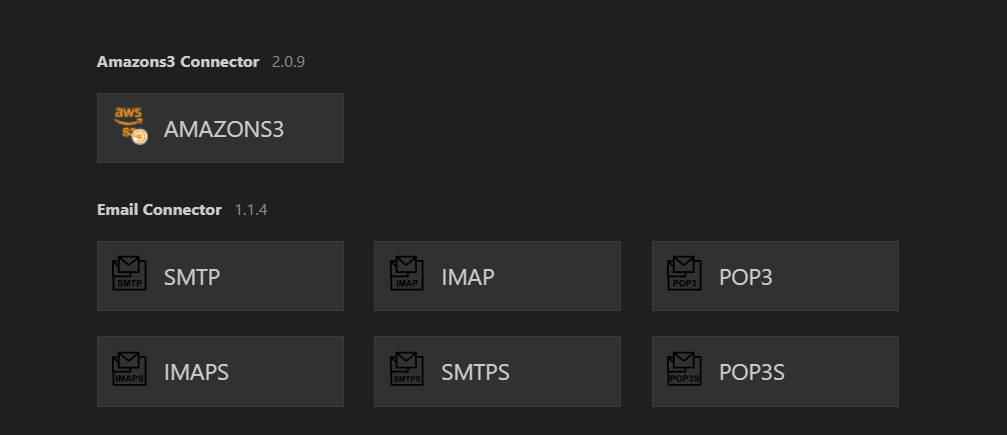 Amazons3 Connector 2.0.9
aws
S3
AMAZONS3
Email Connector 1.1.4
SMTP SMTP IMAP IMAP POP3 POP3
IMAPS IMAPS SMTPS SMTPS POP3S POP3S